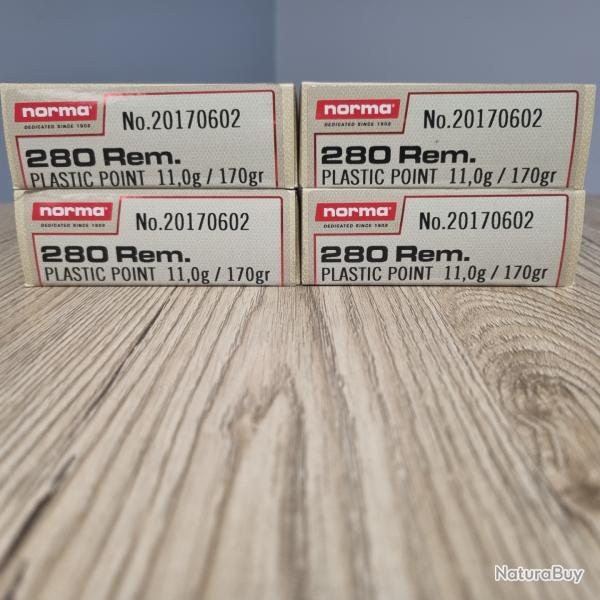 norma
DEDICATED SINCE 1902
No.20170602
280 Rem.
PLASTIC POINT 11,0g / 170gr
norma
DEDICATED SINCE 1902
No.20170602
280 Rem.
PLASTIC POINT 11,0g / 170gr
norma
DEDICATED SINCE 1902
No.20170602
280 Rem.
PLASTIC POINT 11,0g / 170gr
norma
DEDICATED SINCE 1902
No.20170602
280 Rem.
PLASTIC POINT 11,0g / 170gr
NaturaBuy